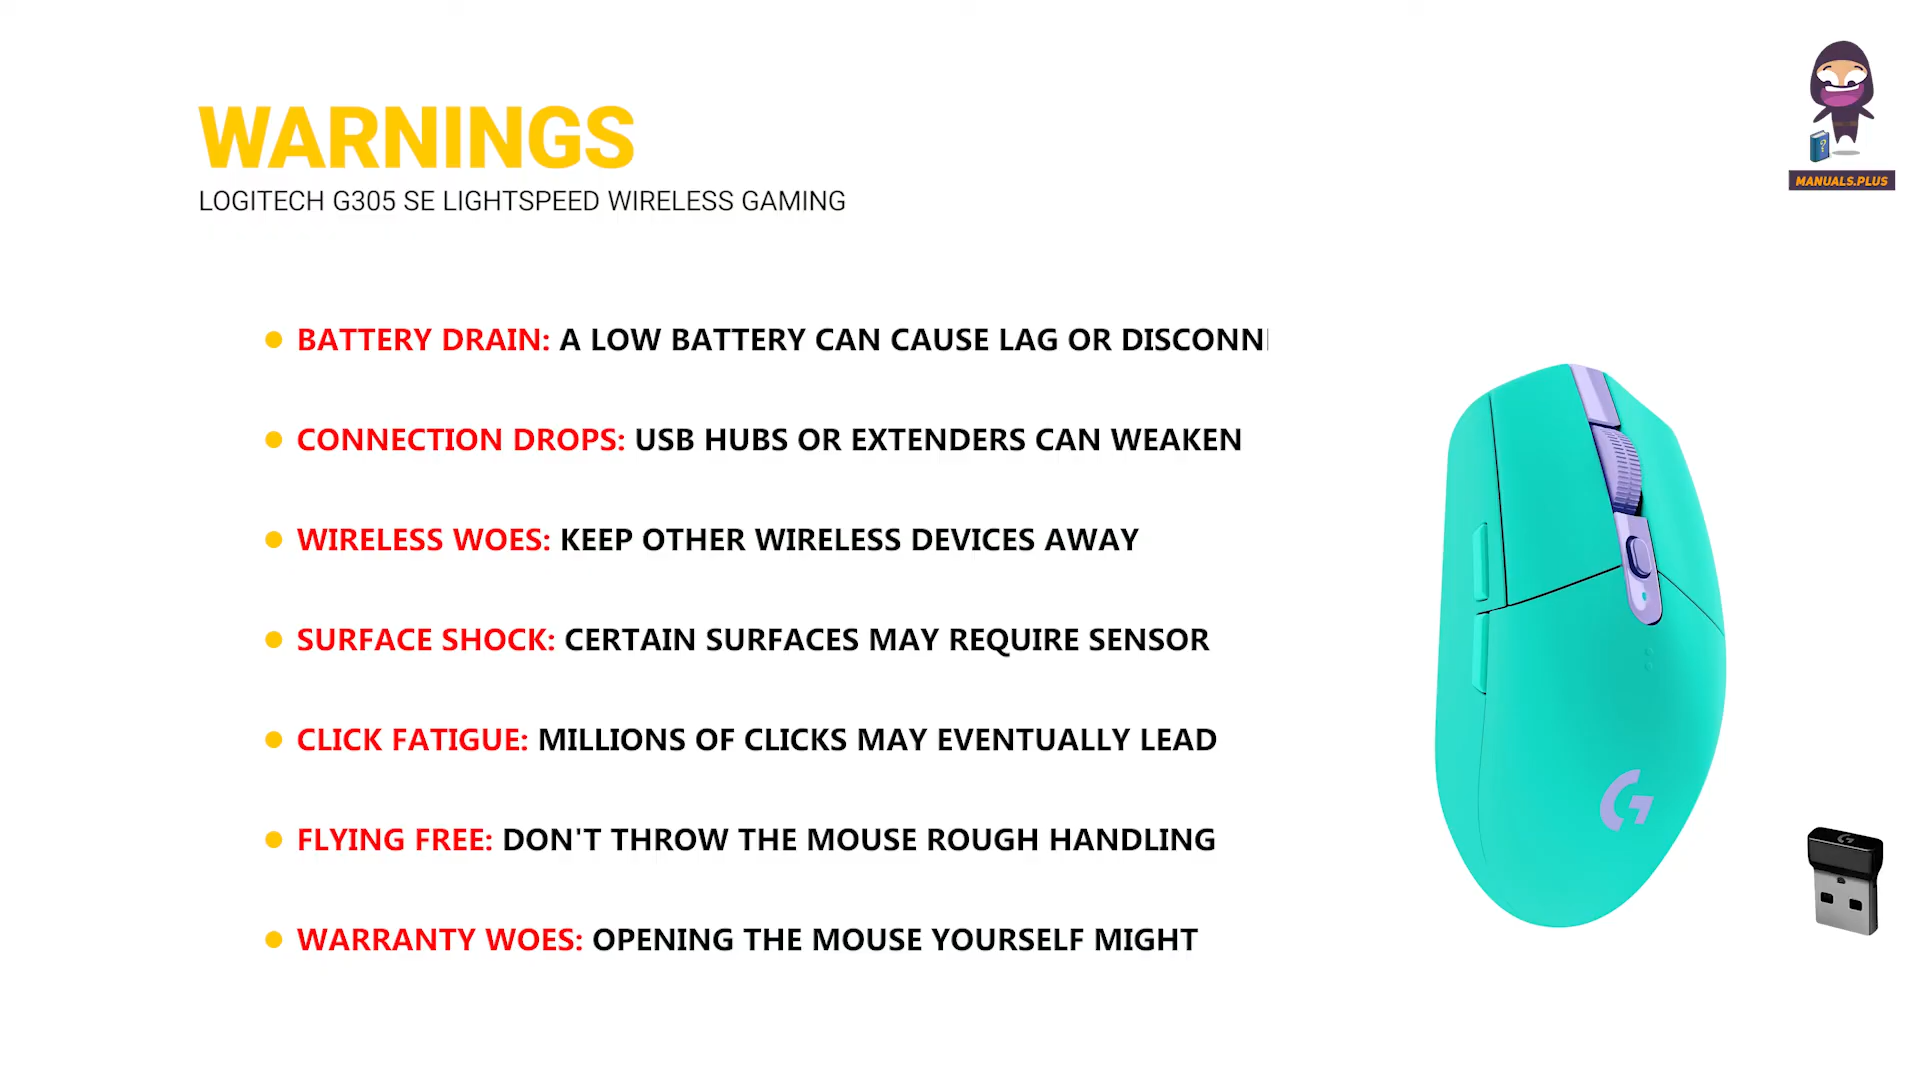 WARNINGS
LOGITECH G305 SE LIGHTSPEED WIRELESS GAMING
MANUALS.PLUS
BATTERY DRAIN: A LOW BATTERY CAN CAUSE LAG OR DISCONN
CONNECTION DROPS: USB HUBS OR EXTENDERS CAN WEAKEN
WIRELESS WOES: KEEP OTHER WIRELESS DEVICES AWAY
SURFACE SHOCK: CERTAIN SURFACES MAY REQUIRE SENSOR
CLICK FATIGUE: MILLIONS OF CLICKS MAY EVENTUALLY LEAD
FLYING FREE: DON'T THROW THE MOUSE ROUGH HANDLING
WARRANTY WOES: OPENING THE MOUSE YOURSELF MIGHT